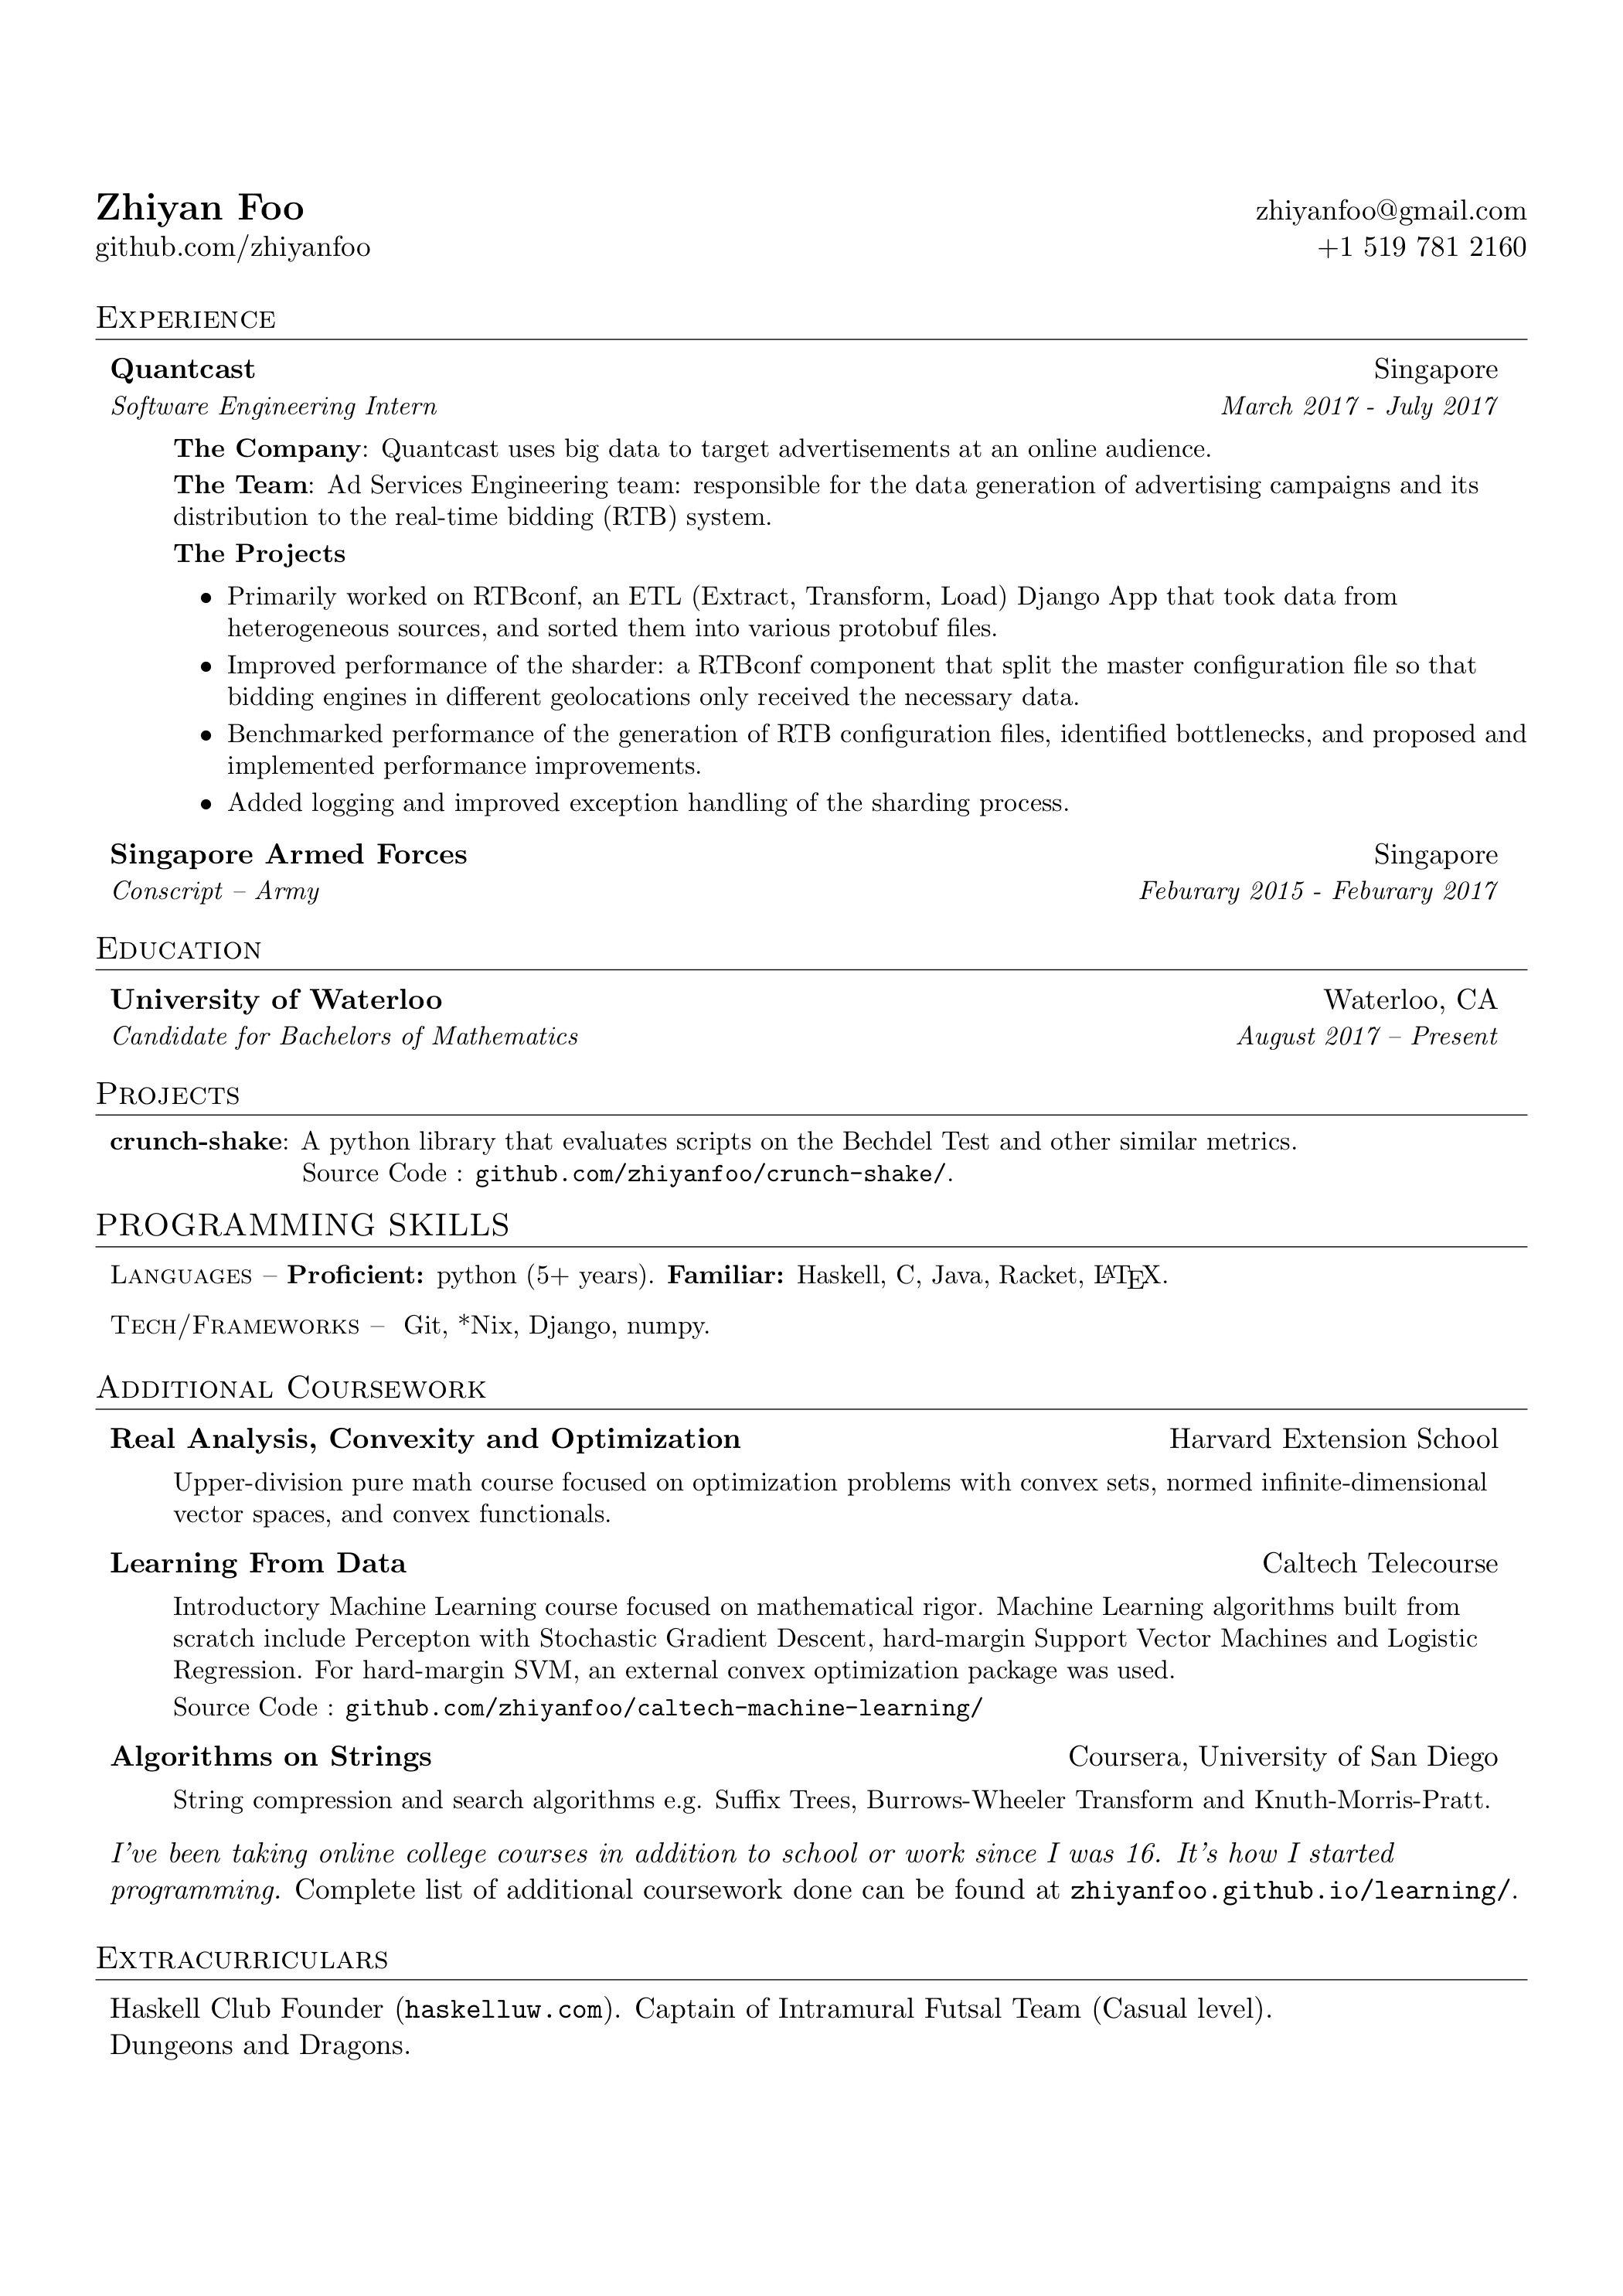 Zhiyan Foo zhiyanfoo@gmail.com
github.com/zhiyanfoo +1 519 781 2160
Experience
Quantcast Singapore
Software Engineering Intern March 2017 - July 2017
The Company: Quantcast uses big data to target advertisements at an online audience.
The Team: Ad Services Engineering team: responsible for the data generation of advertising campaigns and its
distribution to the real-time bidding (RTB) system.
The Projects
• Primarily worked on RTBconf, an ETL (Extract, Transform, Load) Django App that took data from
heterogeneous sources, and sorted them into various protobuf files.
• Improved performance of the sharder: a RTBconf component that split the master configuration file so that
bidding engines in different geolocations only received the necessary data.
• Benchmarked performance of the generation of RTB configuration files, identified bottlenecks, and proposed and
implemented performance improvements.
• Added logging and improved exception handling of the sharding process.
Singapore Armed Forces Singapore
Conscript – Army Feburary 2015 - Feburary 2017
Education
University of Waterloo Waterloo, CA
Candidate for Bachelors of Mathematics August 2017 – Present
Projects
crunch-shake: A python library that evaluates scripts on the Bechdel Test and other similar metrics.
Source Code : github.com/zhiyanfoo/crunch-shake/.
PROGRAMMING SKILLS
Languages – Proficient: python (5+ years). Familiar: Haskell, C, Java, Racket, LATEX.
Tech/Frameworks – Git, *Nix, Django, numpy.
Additional Coursework
Real Analysis, Convexity and Optimization Harvard Extension School
Upper-division pure math course focused on optimization problems with convex sets, normed infinite-dimensional
vector spaces, and convex functionals.
Learning From Data Caltech Telecourse
Introductory Machine Learning course focused on mathematical rigor. Machine Learning algorithms built from
scratch include Percepton with Stochastic Gradient Descent, hard-margin Support Vector Machines and Logistic
Regression. For hard-margin SVM, an external convex optimization package was used.
Source Code : github.com/zhiyanfoo/caltech-machine-learning/
Algorithms on Strings Coursera, University of San Diego
String compression and search algorithms e.g. Suffix Trees, Burrows-Wheeler Transform and Knuth-Morris-Pratt.
I've been taking online college courses in addition to school or work since I was 16. It's how I started
programming. Complete list of additional coursework done can be found at zhiyanfoo.github.io/learning/.
Extracurriculars
Haskell Club Founder (haskelluw.com). Captain of Intramural Futsal Team (Casual level).
Dungeons and Dragons.